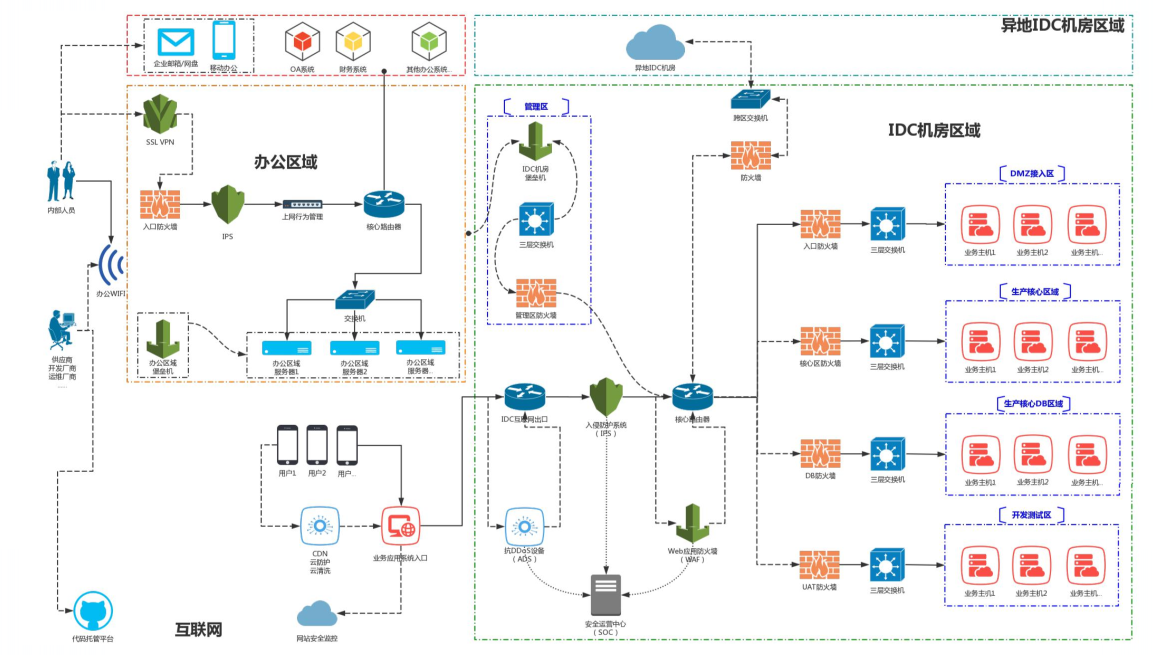 异地IDC机房区域
企业邮箱/网盘
移动办公
OA系统
财务系统
其他办公系统...
异地IDC机房
SSL VPN
办公区域
内部人员
入口防火墙
IPS
上网行为管理
核心路由器
办公WIFI
供应商
开发厂商
运维厂商
......
交换机
办公区域
堡垒机
办公区域
服务器1
办公区域
服务器2
办公区域
服务器...
管理区
IDC机房
堡垒机
三层交换机
管理区防火墙
跨区交换机
防火墙
IDC机房区域
DMZ接入区
入口防火墙
三层交换机
业务主机1
业务主机2
业务主机...
生产核心区域
核心区防火墙
三层交换机
业务主机1
业务主机2
业务主机...
生产核心DB区域
DB防火墙
三层交换机
业务主机1
业务主机2
业务主机...
开发测试区
UAT防火墙
三层交换机
业务主机1
业务主机2
业务主机...
IDC互联网出口
入侵防护系统
(IPS)
核心路由器
用户1
用户2
用户...
CDN
云防护
云清洗
业务应用系统入口
抗DDoS设备
(ADS)
Web应用防火墙
(WAF)
安全运营中心
(SOC)
代码托管平台
互联网
网站安全监控